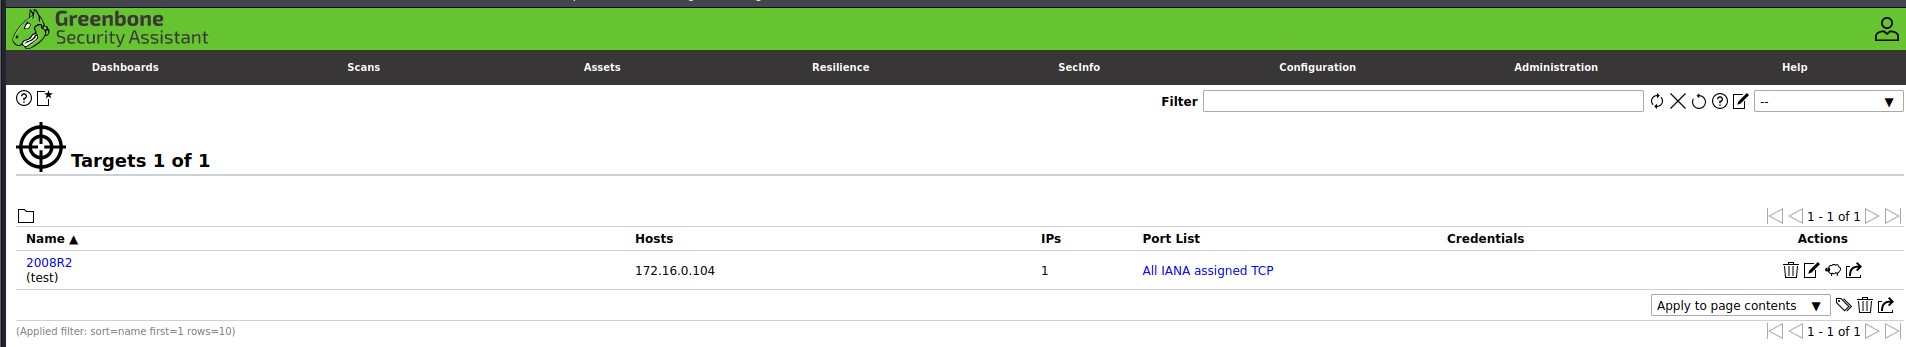 Greenbone
Security Assistant
Dashboards Scans Assets Resilience SecInfo Configuration Administration Help
Filter --
Targets 1 of 1
1 - 1 of 1
Name ▲ Hosts IPs Port List Credentials Actions
2008R2
(test) 172.16.0.104 1 All IANA assigned TCP
Apply to page contents ▼
(Applied filter: sort=name first=1 rows=10) 1 - 1 of 1